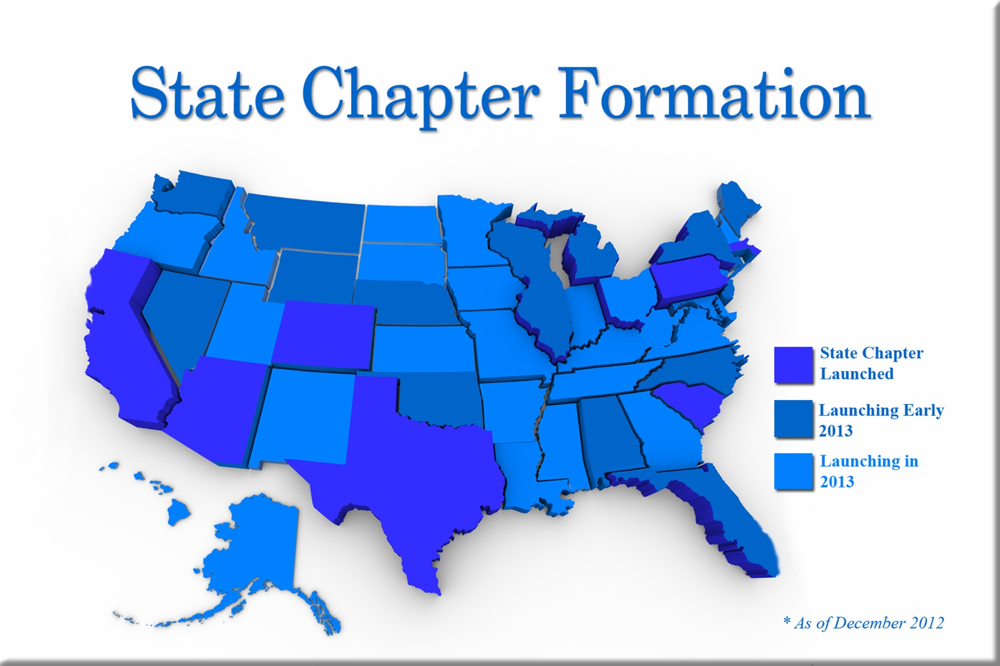 State Chapter Formation
State Chapter
Launched
Launching Early
2013
Launching in
2013
* As of December 2012